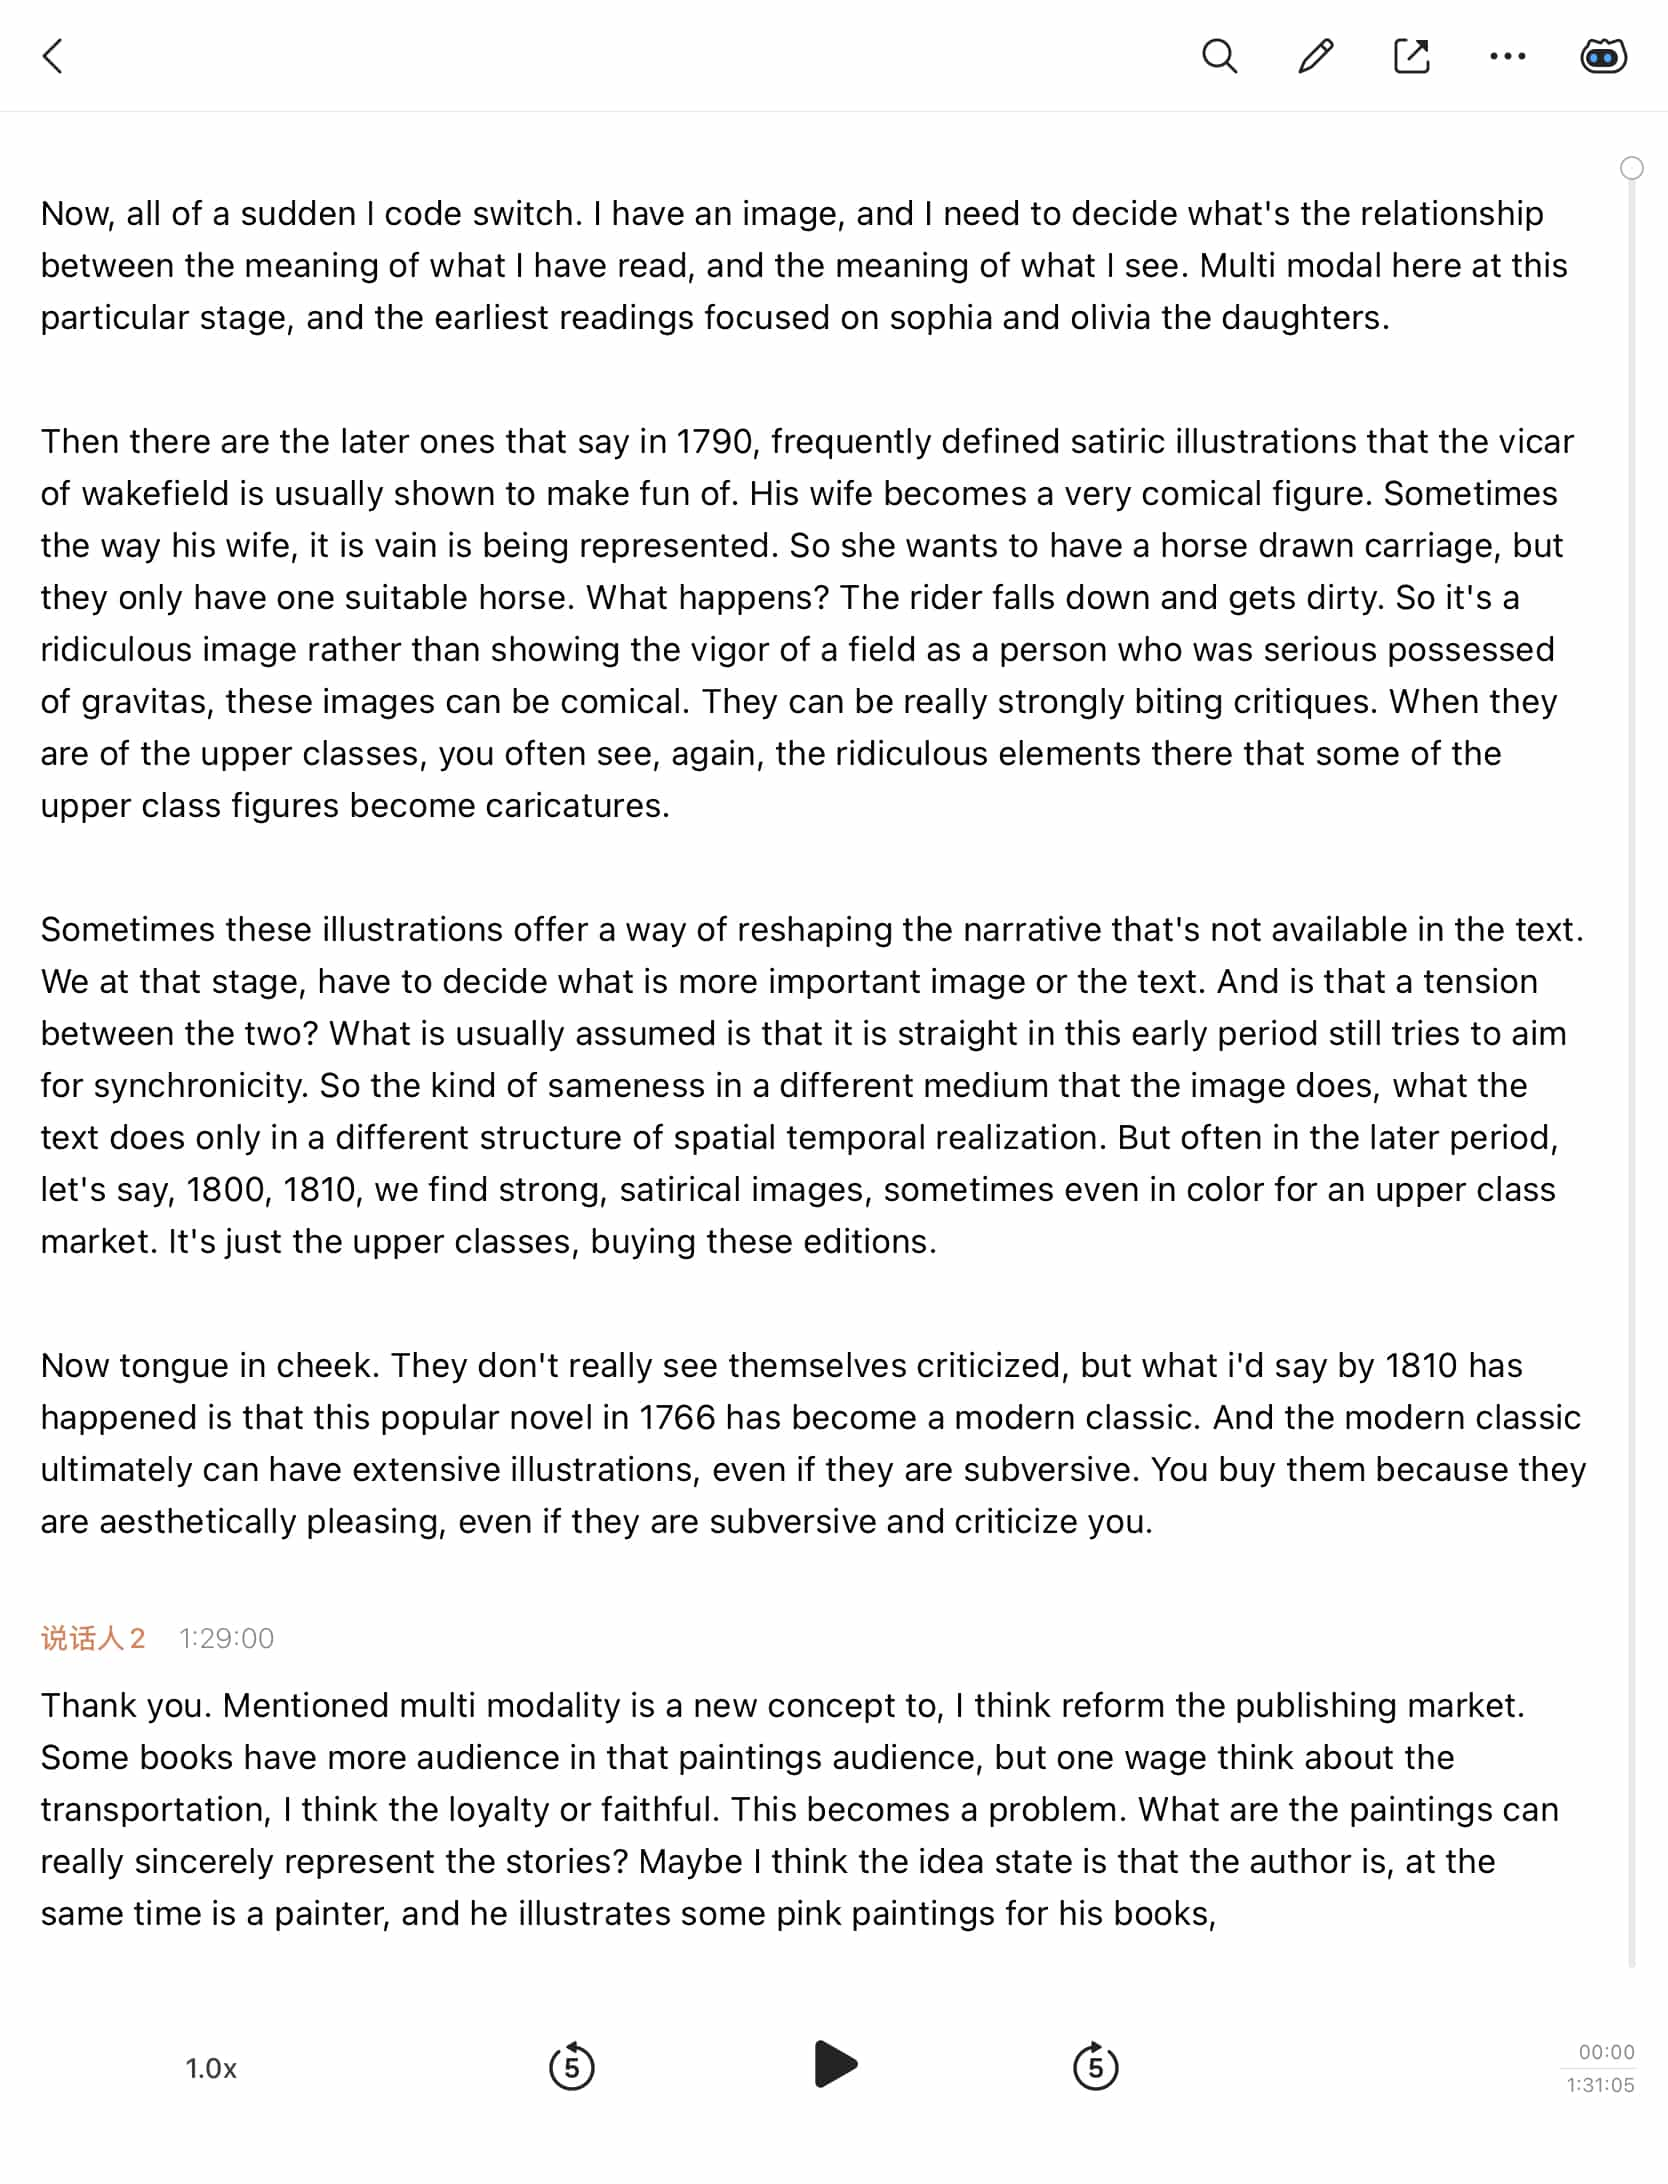 Now, all of a sudden I code switch. I have an image, and I need to decide what's the relationship
between the meaning of what I have read, and the meaning of what I see. Multi modal here at this
particular stage, and the earliest readings focused on sophia and olivia the daughters.
Then there are the later ones that say in 1790, frequently defined satiric illustrations that the vicar
of wakefield is usually shown to make fun of. His wife becomes a very comical figure. Sometimes
the way his wife, it is vain is being represented. So she wants to have a horse drawn carriage, but
they only have one suitable horse. What happens? The rider falls down and gets dirty. So it's a
ridiculous image rather than showing the vigor of a field as a person who was serious possessed
of gravitas, these images can be comical. They can be really strongly biting critiques. When they
are of the upper classes, you often see, again, the ridiculous elements there that some of the
upper class figures become caricatures.
Sometimes these illustrations offer a way of reshaping the narrative that's not available in the text.
We at that stage, have to decide what is more important image or the text. And is that a tension
between the two? What is usually assumed is that it is straight in this early period still tries to aim
for synchronicity. So the kind of sameness in a different medium that the image does, what the
text does only in a different structure of spatial temporal realization. But often in the later period,
let's say, 1800, 1810, we find strong, satirical images, sometimes even in color for an upper class
market. It's just the upper classes, buying these editions.
Now tongue in cheek. They don't really see themselves criticized, but what i'd say by 1810 has
happened is that this popular novel in 1766 has become a modern classic. And the modern classic
ultimately can have extensive illustrations, even if they are subversive. You buy them because they
are aesthetically pleasing, even if they are subversive and criticize you.
说话人 2 1:29:00
Thank you. Mentioned multi modality is a new concept to, I think reform the publishing market.
Some books have more audience in that paintings audience, but one wage think about the
transportation, I think the loyalty or faithful. This becomes a problem. What are the paintings can
really sincerely represent the stories? Maybe I think the idea state is that the author is, at the
same time is a painter, and he illustrates some pink paintings for his books,
1.0x
5
5
00:00
1:31:05